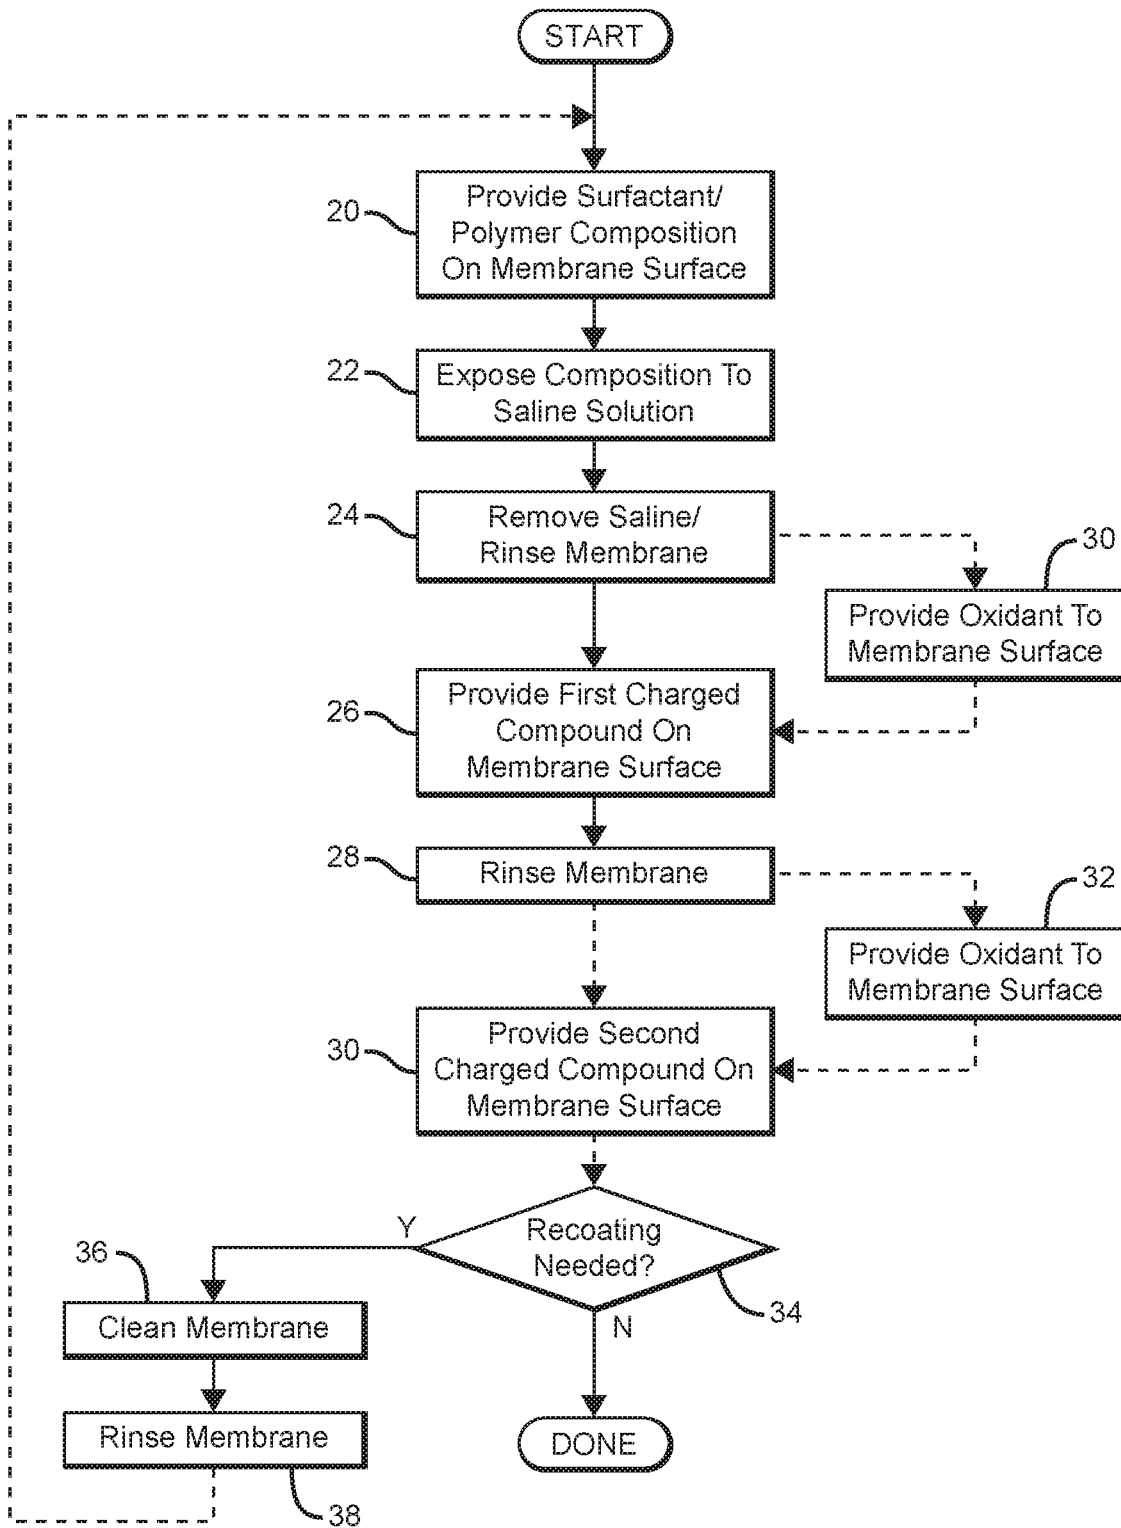 START
20
Provide Surfactant/
Polymer Composition
On Membrane Surface
22
Expose Composition To
Saline Solution
24
Remove Saline/
Rinse Membrane
30
Provide Oxidant To
Membrane Surface
26
Provide First Charged
Compound On
Membrane Surface
28
Rinse Membrane
32
Provide Oxidant To
Membrane Surface
30
Provide Second
Charged Compound On
Membrane Surface
Y
Recoating
Needed?
34
N
36
Clean Membrane
Rinse Membrane
38
DONE